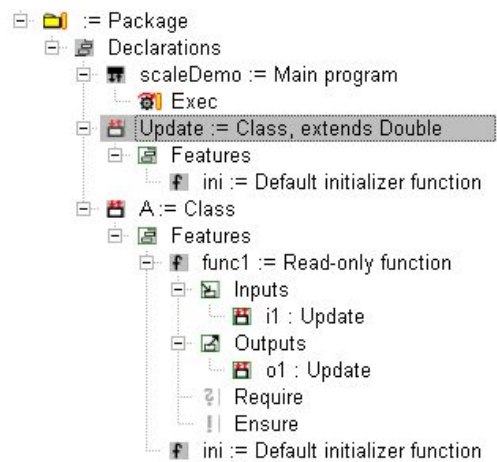 := Package
Declarations
scaleDemo := Main program
Exec
Update := Class, extends Double
Features
ini := Default initializer function
A := Class
Features
func1 := Read-only function
Inputs
i1 : Update
Outputs
o1 : Update
Require
Ensure
ini := Default initializer function